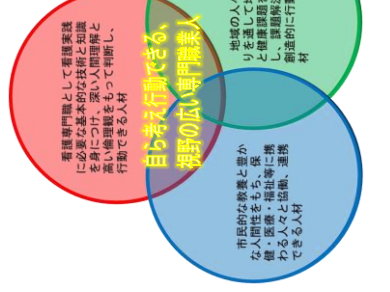 看護専門職として看護実践
に必要な基本的な技術と知識
を身につけ、深い人間理解と
高い倫理観をもって判断し、
行動できる人材
自ら考え行動できる、
視野の広い専門職業人
地域の人
りを通して
と健康課題
し、課題解決
創造的に行動
材
市民的な教養と豊か
な人間性をもち、保
健・医療・福祉等に携
わる人々と協働、連携
できる人材